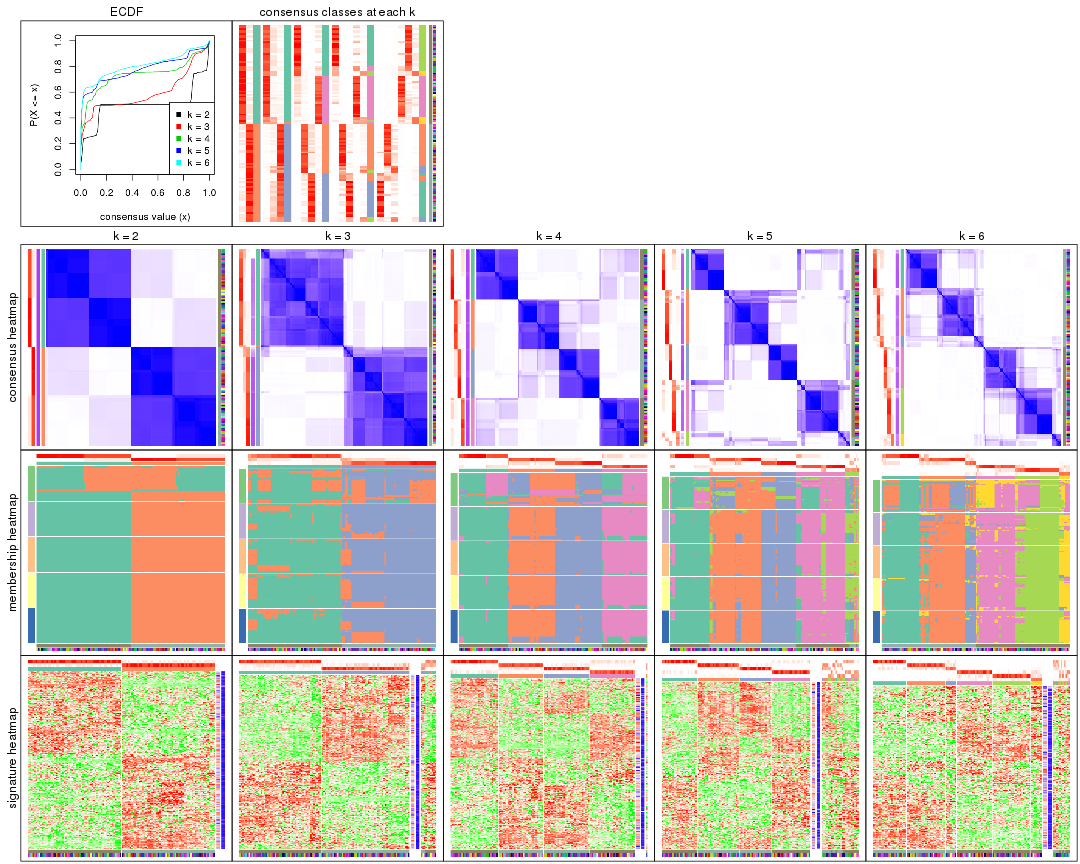 ECDF
consensus classes at each k
P(X <= x)
0.0
0.2
0.4
0.6
0.8
1.0
k = 2
k = 3
k = 4
k = 5
k = 6
0.0 0.2 0.4 0.6 0.8 1.0
consensus value (x)
k = 2
k = 3
k = 4
k = 5
k = 6
consensus heatmap
membership heatmap
signature heatmap